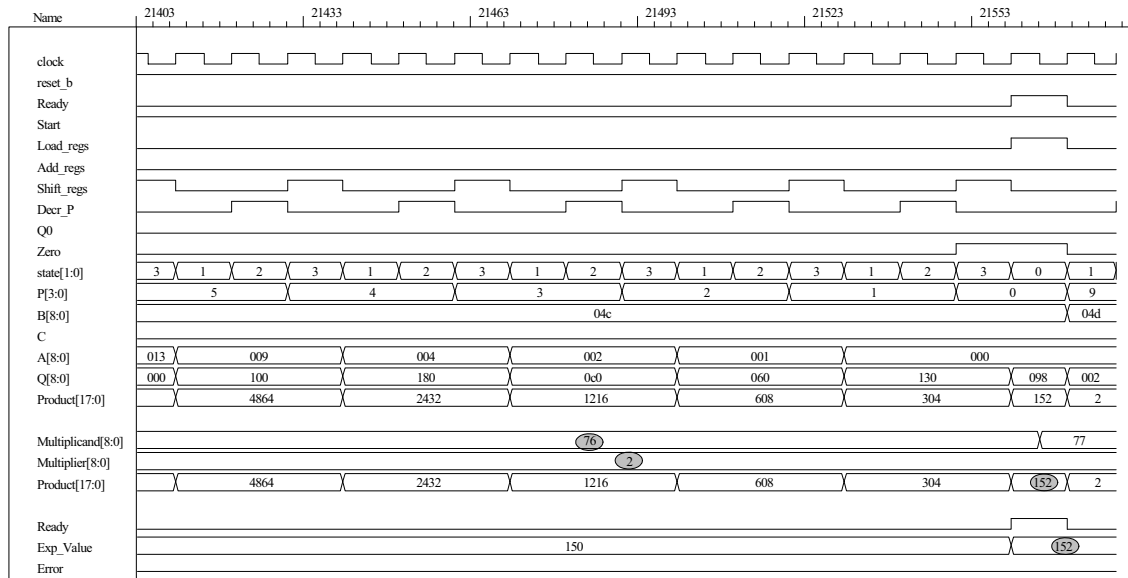 Name 21403 21433 21463 21493 21523 21553
clock
reset_b
Ready
Start
Load_regs
Add_regs
Shift_regs
Decr_P
Q0
Zero
state[1:0] 3 1 2 3 1 2 3 1 2 3 1 2 3 1 2 3 0 1
P[3:0] 5 4 3 2 1 0 9
B[8:0] 04c 04d
C
A[8:0] 013 009 004 002 001 000
Q[8:0] 000 100 180 0c0 060 130 098 002
Product[17:0] 4864 2432 1216 608 304 152 2
Multiplicand[8:0] 76 77
Multiplier[8:0] 2
Product[17:0] 4864 2432 1216 608 304 152 2
Ready
Exp_Value 150 152
Error